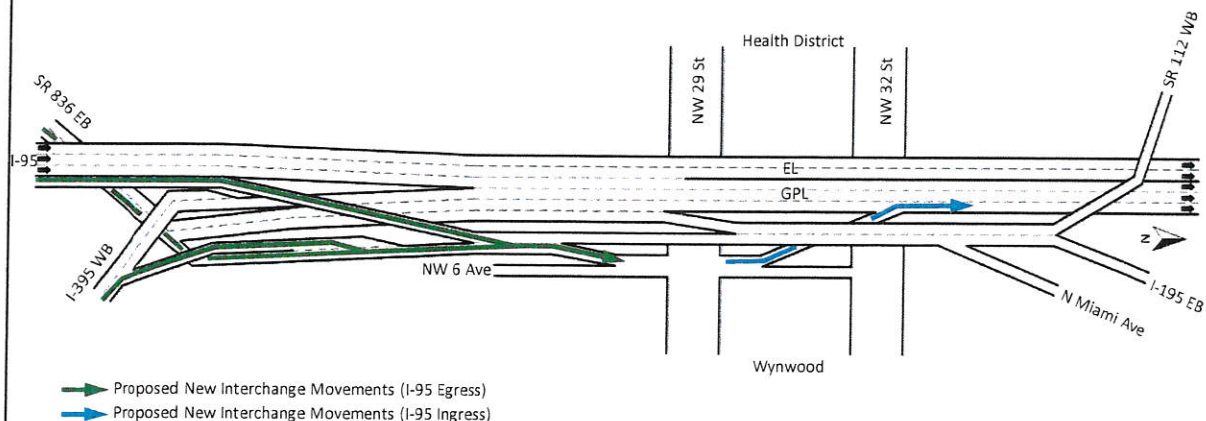 Health District
SR 836 EB
NW 29 St
NW 32 St
SR 112 WB
I-95
EL
GPL
Z
I-395 WB
NW 6 Ave
N Miami Ave
I-195 EB
Wynwood
Proposed New Interchange Movements (I-95 Egress)
Proposed New Interchange Movements (I-95 Ingress)